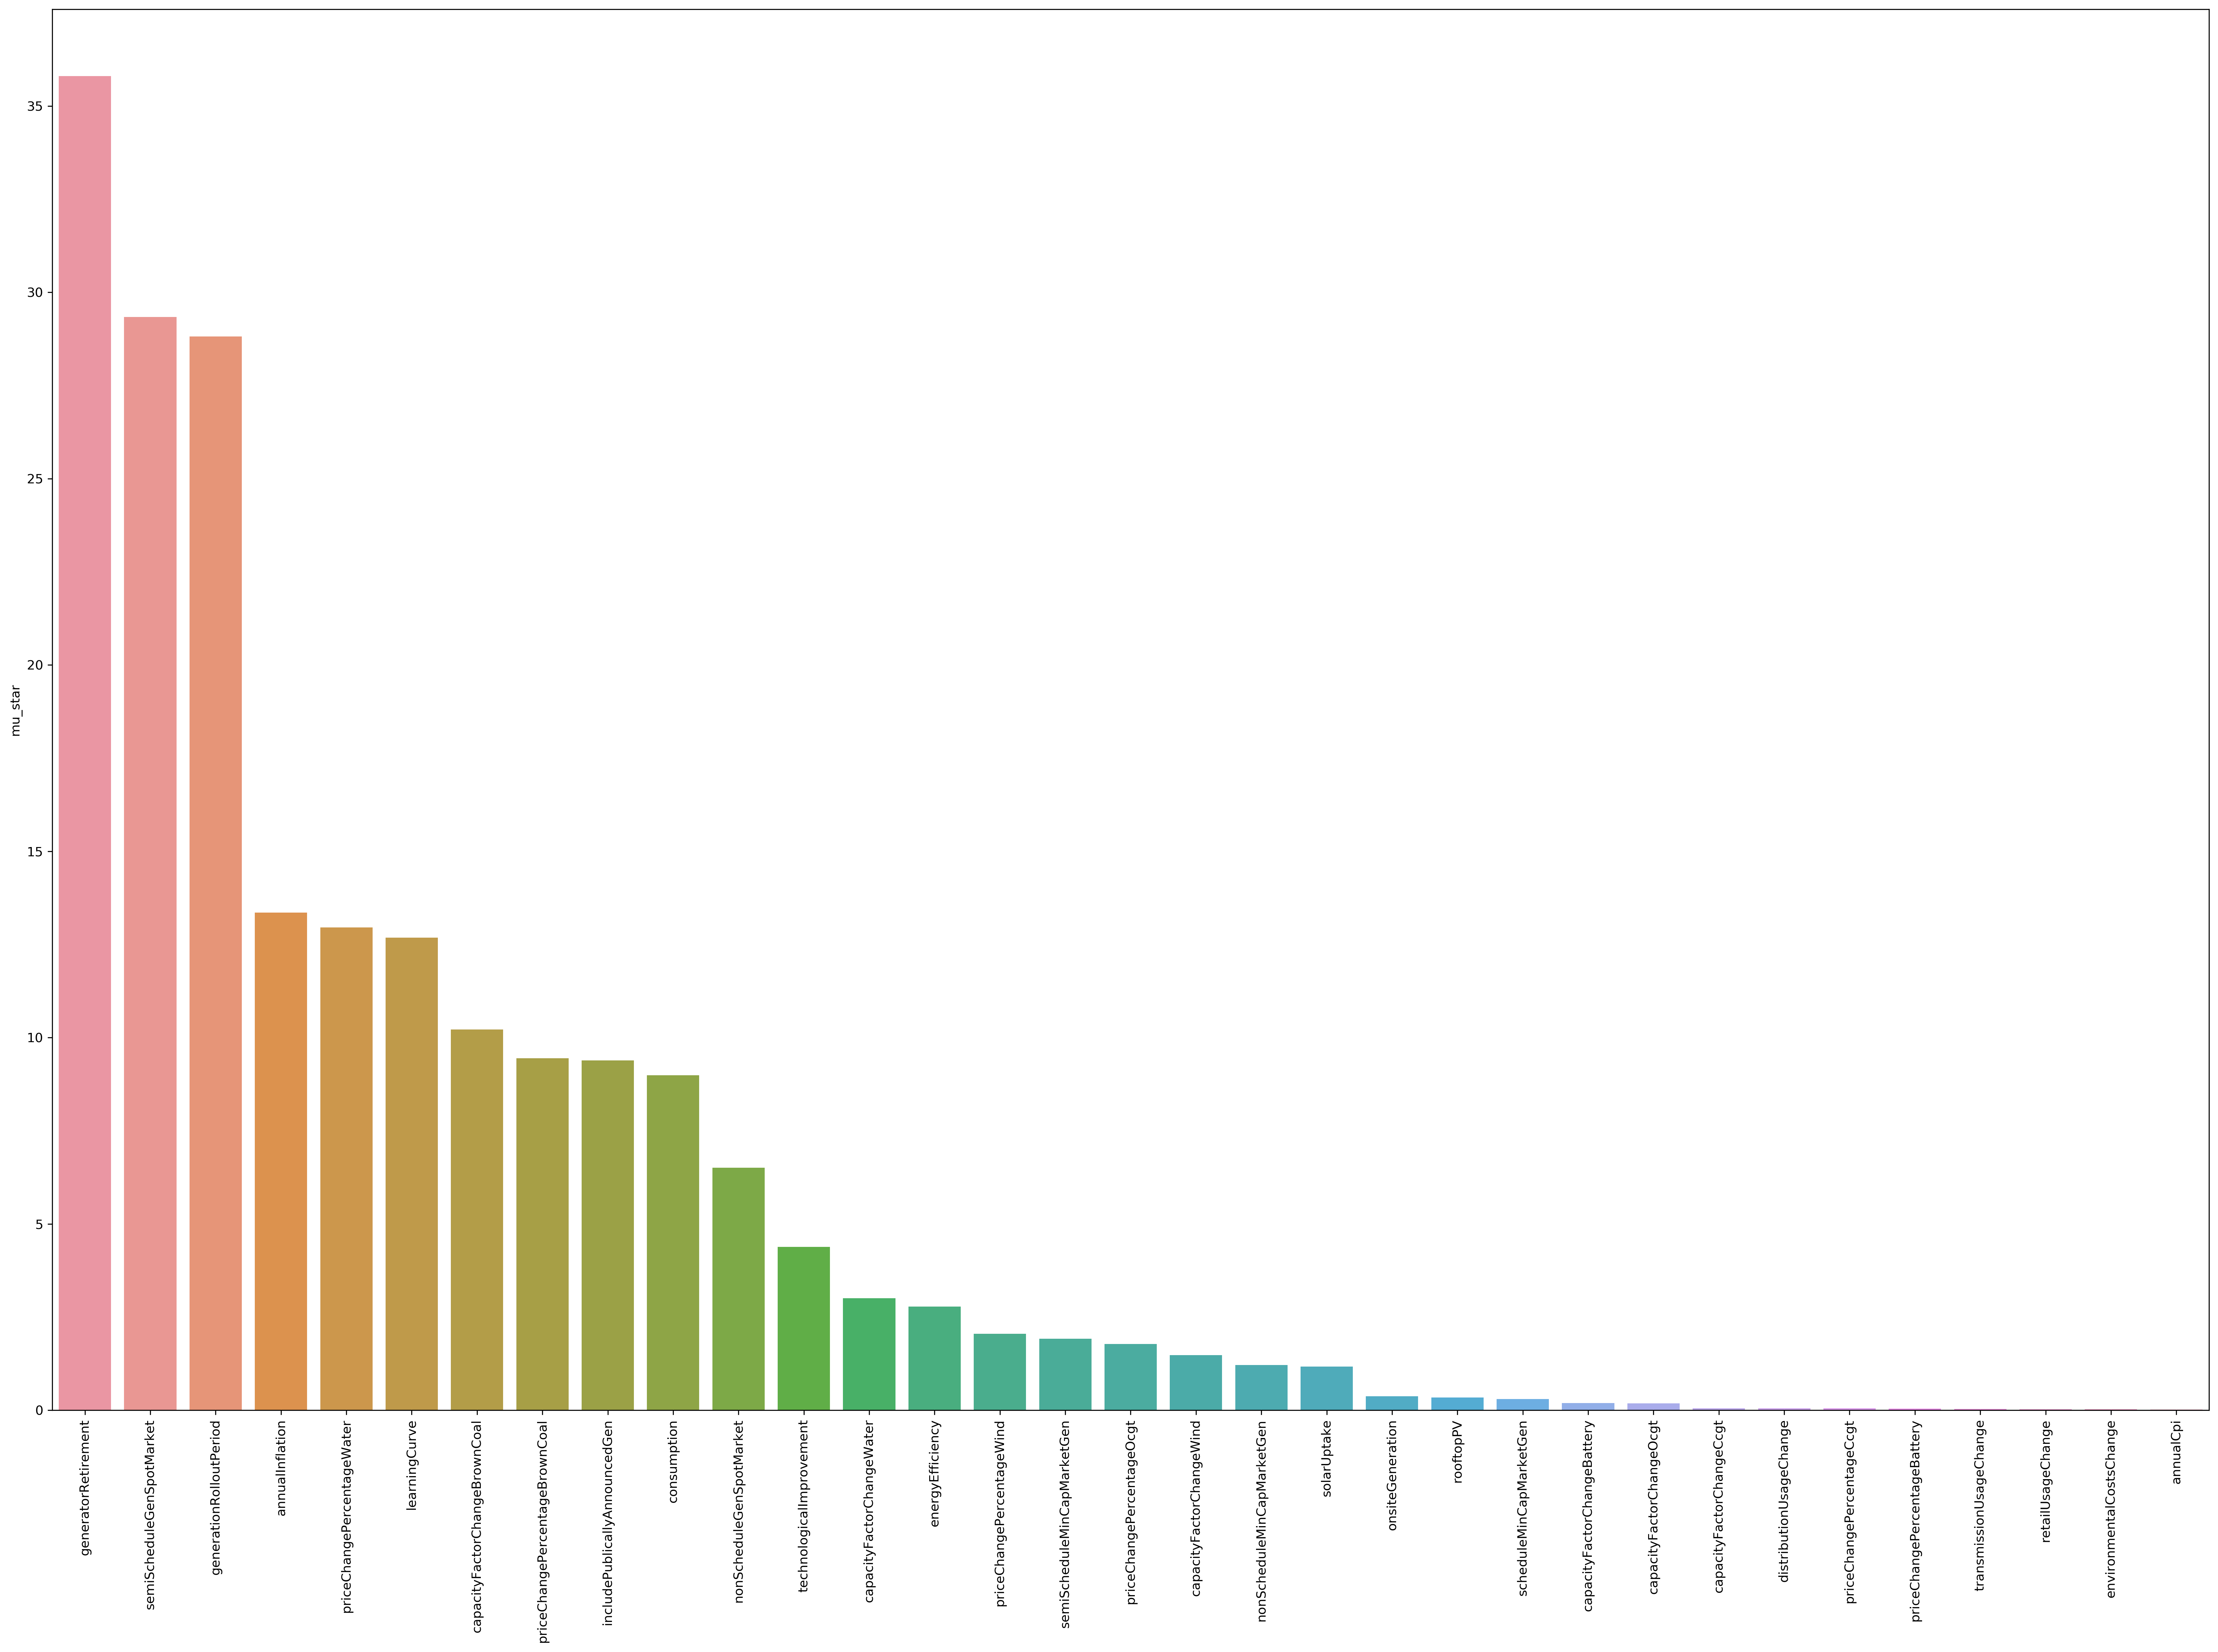 35
30
25
20
15
10
5
0
mu_star
generatorRetirement
semiScheduleGenSpotMarket
generationRolloutPeriod
annualInflation
priceChangePercentageWater
learningCurve
capacityFactorChangeBrownCoal
priceChangePercentageBrownCoal
includePublicallyAnnouncedGen
consumption
nonScheduleGenSpotMarket
technologicalImprovement
capacityFactorChangeWater
energyEfficiency
priceChangePercentageWind
semiScheduleMinCapMarketGen
priceChangePercentageOcgt
capacityFactorChangeWind
nonScheduleMinCapMarketGen
solarUptake
onsiteGeneration
rooftopPV
scheduleMinCapMarketGen
capacityFactorChangeBattery
capacityFactorChangeOcgt
capacityFactorChangeCcgt
distributionUsageChange
priceChangePercentageCcgt
priceChangePercentageBattery
transmissionUsageChange
retailUsageChange
environmentalCostsChange
annualCpi